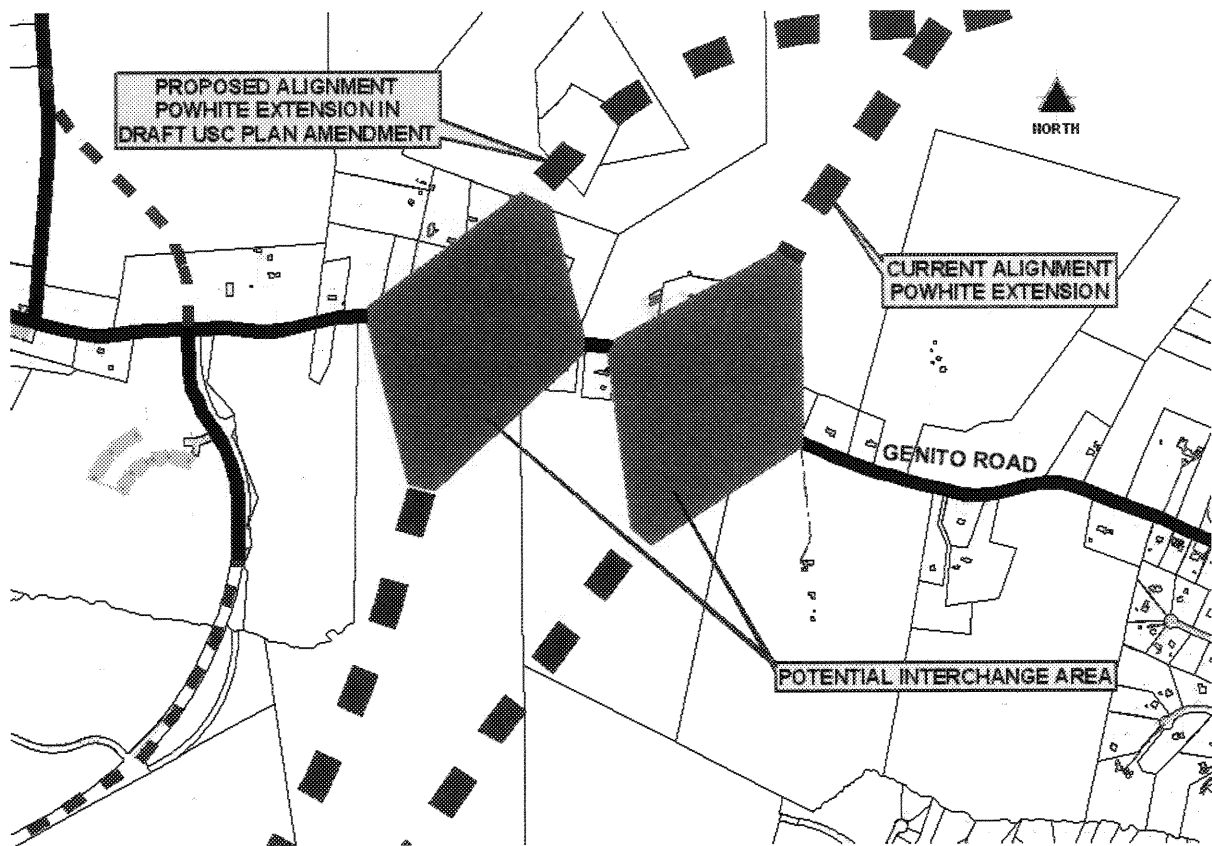 PROPOSED ALIGNMENT
POWHITE EXTENSION IN
DRAFT USC PLAN AMENDMENT
NORTH
CURRENT ALIGNMENT
POWHITE EXTENSION
GENITO ROAD
POTENTIAL INTERCHANGE AREA